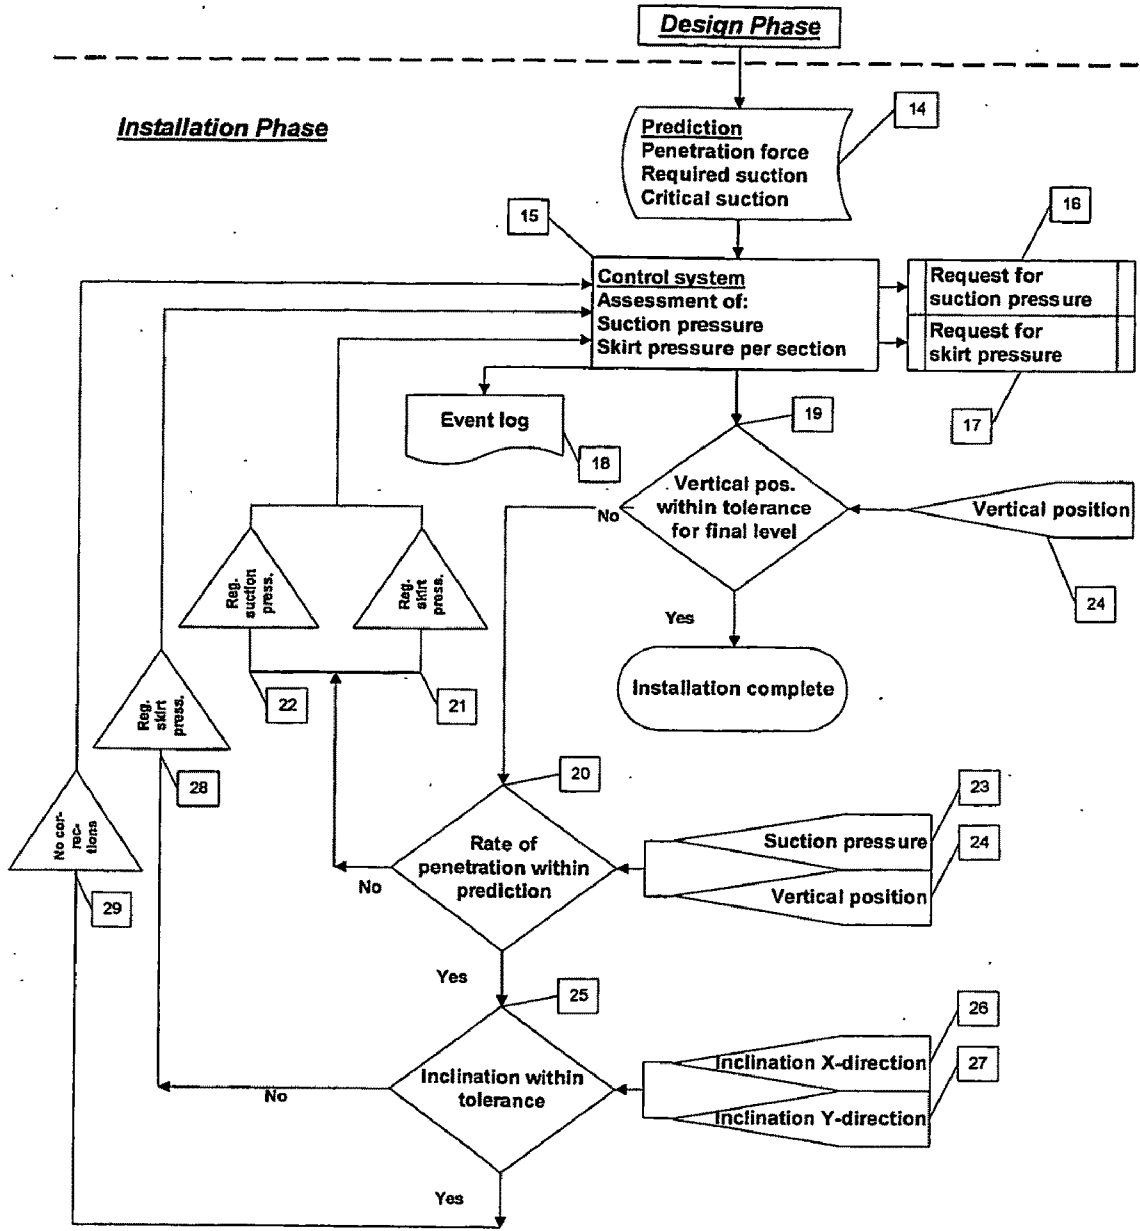 Design Phase
Installation Phase
14
Prediction
Penetration force
Required suction
Critical suction
15
16
Control system
Assessment of:
Suction pressure
Skirt pressure per section
Request for
suction pressure
Request for
skirt pressure
17
Event log
18
19
Vertical pos.
within tolerance
for final level
No
Vertical position
24
Yes
Installation complete
Reg.
suction
press.
Reg.
skirt
press.
22
21
Reg.
skirt
press.
28
20
23
Rate of
penetration within
prediction
Suction pressure
24
Vertical position
No
No cor-
rec-
tions
29
Yes
25
26
Inclination within
tolerance
Inclination X-direction
27
Inclination Y-direction
No
Yes